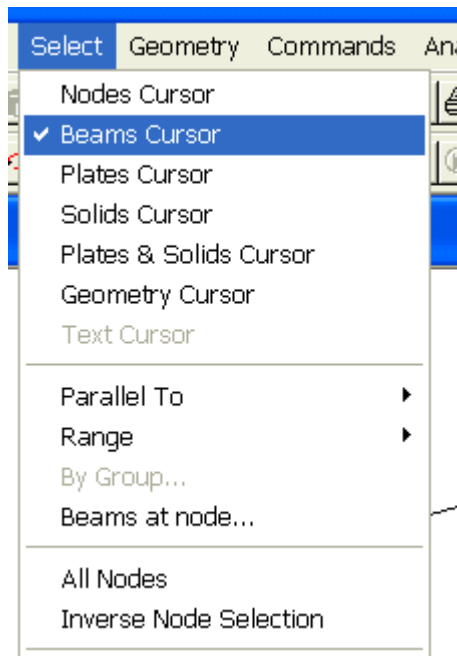 Select Geometry Commands
Nodes Cursor
Beams Cursor
Plates Cursor
Solids Cursor
Plates & Solids Cursor
Geometry Cursor
Text Cursor
Parallel To
Range
By Group...
Beams at node...
All Nodes
Inverse Node Selection